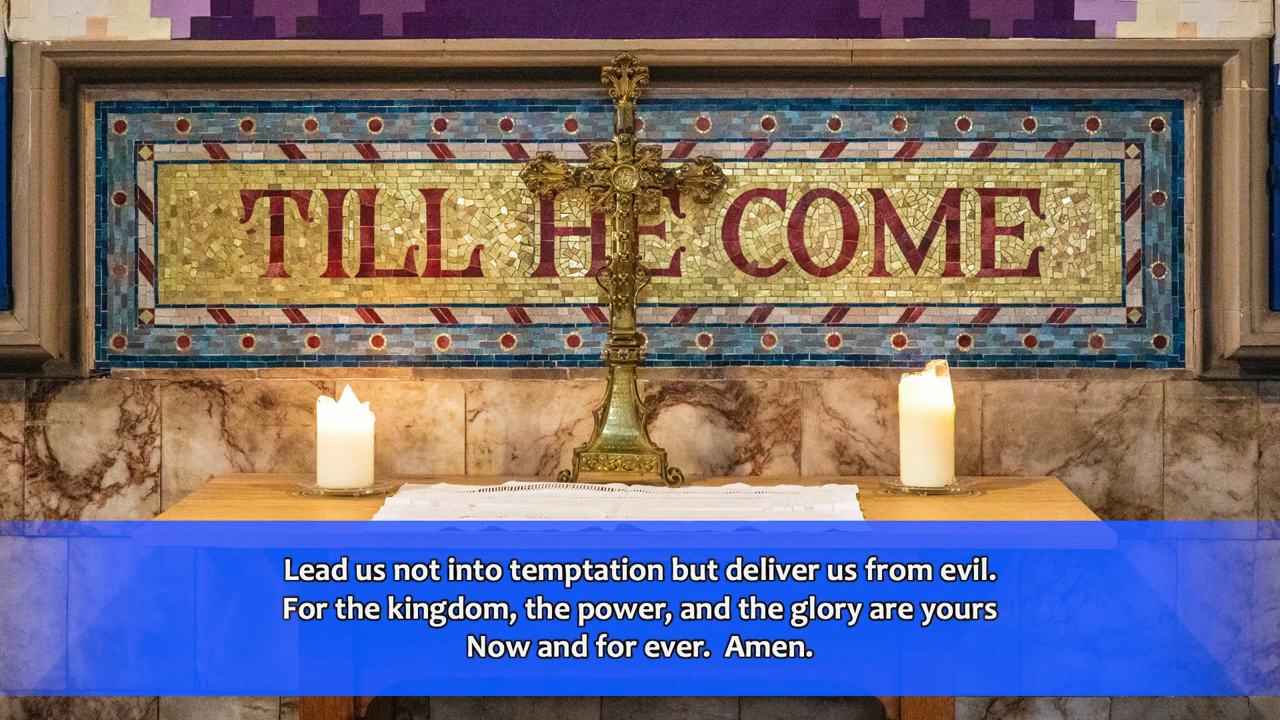 TILL HE COME
Lead us not into temptation but deliver us from evil.
For the kingdom, the power, and the glory are yours
Now and for ever.  Amen.